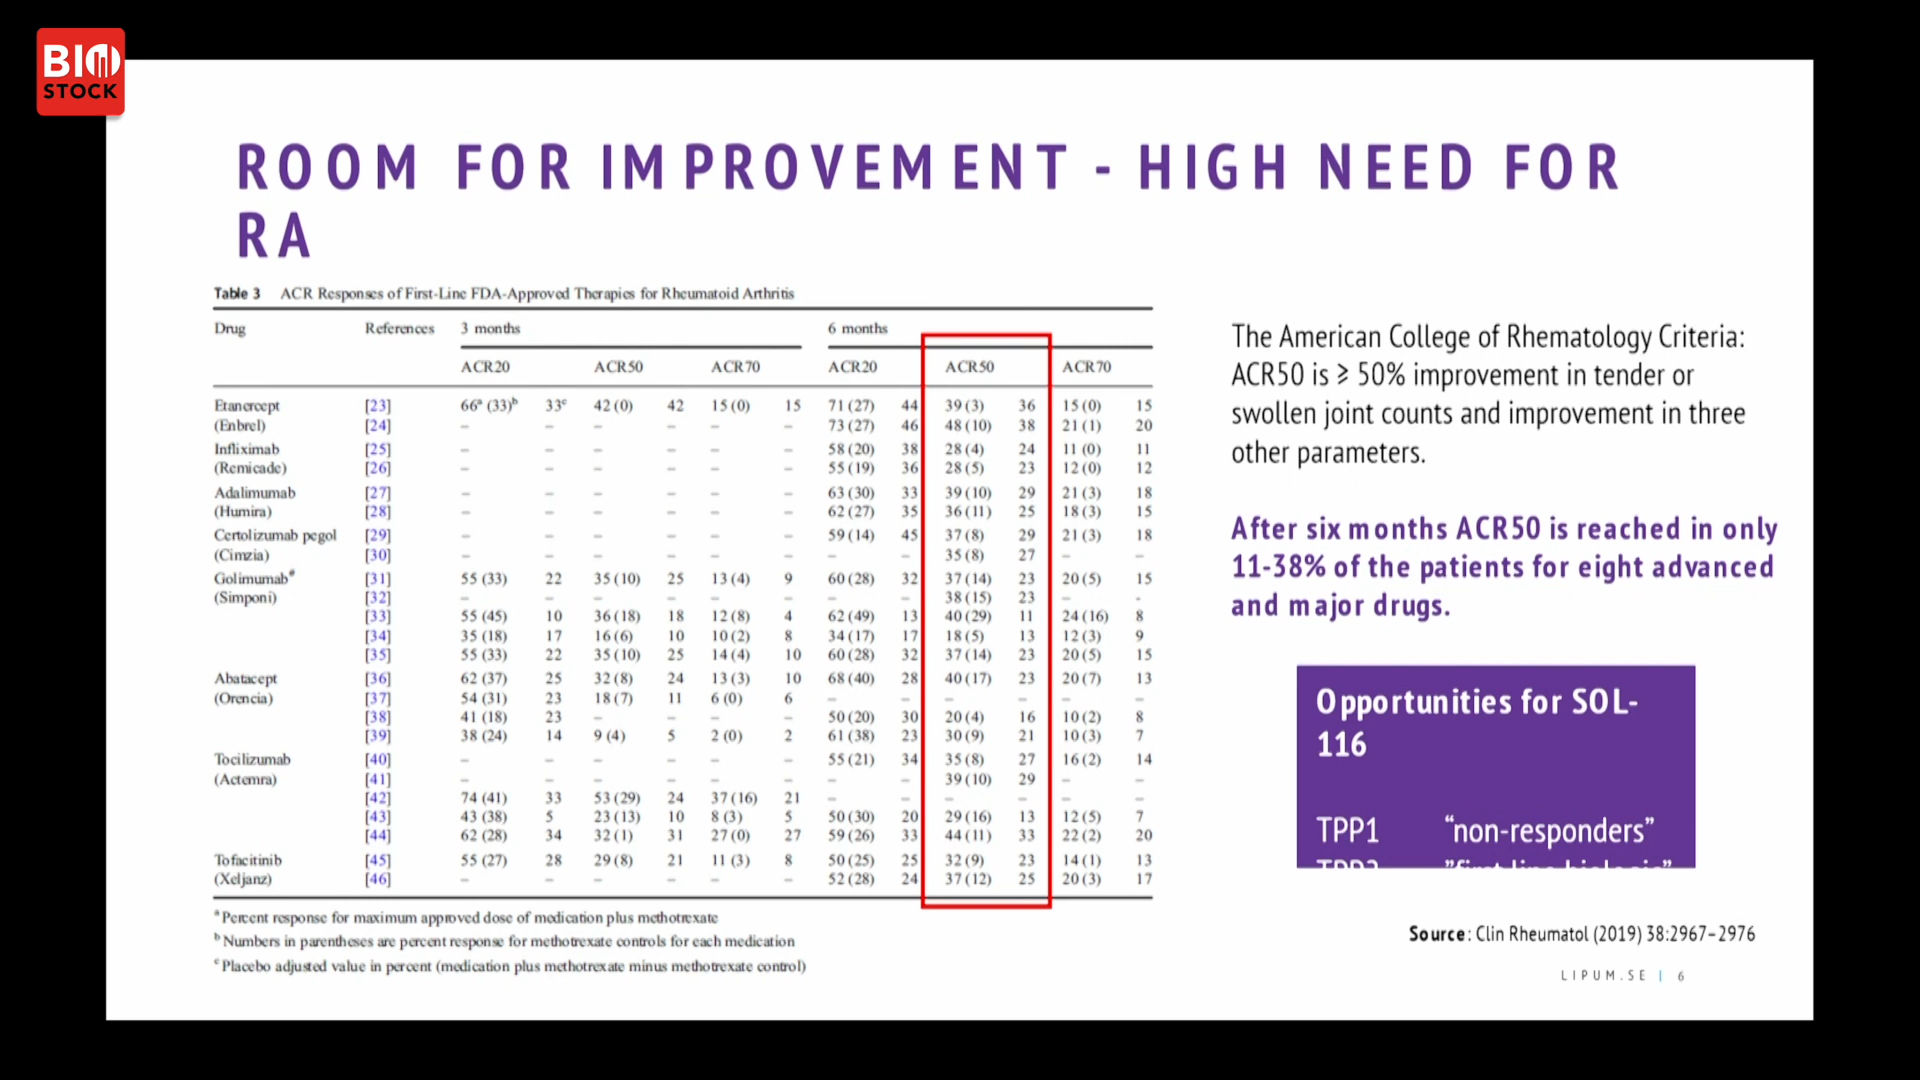 BIO
STOCK
ROOM FOR IMPROVEMENT - HIGH NEED FOR
RA
Table 3 ACR Responses of First-Line FDA-Approved Therapies for Rheumatoid Arthritis
Drug References 3 months 6 months
ACR20 ACR50 ACR70 ACR20 ACR50 ACR70
Etanercept [23] 66a (33)b 33c 42 (0) 42 15 (0) 15 71 (27) 44 39 (3) 36 15 (0) 15
(Enbrel) [24] – – – – – – 73 (27) 46 48 (10) 38 21 (1) 20
Infliximab [25] – – – – – – 58 (20) 38 28 (4) 24 11 (0) 11
(Remicade) [26] – – – – – – 55 (19) 36 28 (5) 23 12 (0) 12
Adalimumab [27] – – – – – – 63 (30) 33 39 (10) 29 21 (3) 18
(Humira) [28] – – – – – – 62 (27) 35 36 (11) 25 18 (3) 15
Certolizumab pegol [29] – – – – – – 59 (14) 45 37 (8) 29 21 (3) 18
(Cimzia) [30] – – – – – – – – 35 (8) 27 – –
Golimumab# [31] 55 (33) 22 35 (10) 25 13 (4) 9 60 (28) 32 37 (14) 23 20 (5) 15
(Simponi) [32] – – – – – – – – 38 (15) 23 – -
[33] 55 (45) 10 36 (18) 18 12 (8) 4 62 (49) 13 40 (29) 11 24 (16) 8
[34] 35 (18) 17 16 (6) 10 10 (2) 8 34 (17) 17 18 (5) 13 12 (3) 9
[35] 55 (33) 22 35 (10) 25 14 (4) 10 60 (28) 32 37 (14) 23 20 (5) 15
Abatacept [36] 62 (37) 25 32 (8) 24 13 (3) 10 68 (40) 28 40 (17) 23 20 (7) 13
(Orencia) [37] 54 (31) 23 18 (7) 11 6 (0) 6 – – – – – –
[38] 41 (18) 23 – – – – 50 (20) 30 20 (4) 16 10 (2) 8
[39] 38 (24) 14 9 (4) 5 2 (0) 2 61 (38) 23 30 (9) 21 10 (3) 7
Tocilizumab [40] – – – – – – 55 (21) 34 35 (8) 27 16 (2) 14
(Actemra) [41] – – – – – – – – 39 (10) 29 – –
[42] 74 (41) 33 53 (29) 24 37 (16) 21 – – – – – –
[43] 43 (38) 5 23 (13) 10 8 (3) 5 50 (30) 20 29 (16) 13 12 (5) 7
[44] 62 (28) 34 32 (1) 31 27 (0) 27 59 (26) 33 44 (11) 33 22 (2) 20
Tofacitinib [45] 55 (27) 28 29 (8) 21 11 (3) 8 50 (25) 25 32 (9) 23 14 (1) 13
(Xeljanz) [46] – – – – – – 52 (28) 24 37 (12) 25 20 (3) 17
a Percent response for maximum approved dose of medication plus methotrexate
b Numbers in parentheses are percent response for methotrexate controls for each medication
c Placebo adjusted value in percent (medication plus methotrexate minus methotrexate control)
The American College of Rhematology Criteria:
ACR50 is ≥ 50% improvement in tender or
swollen joint counts and improvement in three
other parameters.
After six months ACR50 is reached in only
11-38% of the patients for eight advanced
and major drugs.
Opportunities for SOL-
116
TPP1 “non-responders”
Source: Clin Rheumatol (2019) 38:2967–2976
LIPUM.SE | 6